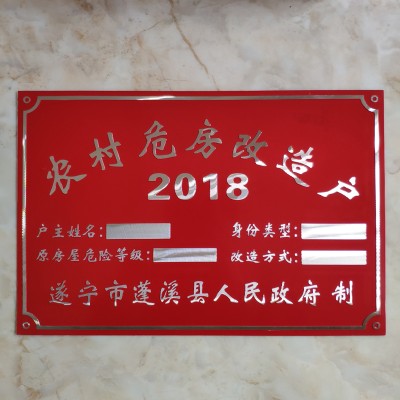 农村危房改造户
2018
户主姓名: 身份类型:
原房屋危险等级: 改造方式:
遂宁市蓬溪县人民政府 制